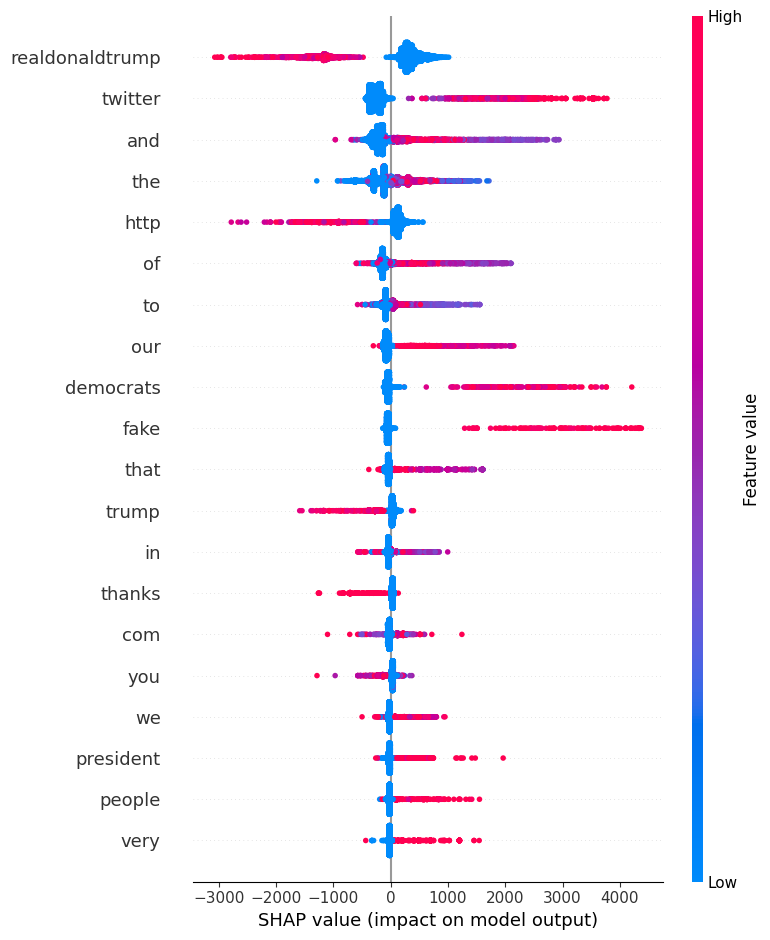 High
realdonaldtrump
twitter
and
the
http
of
to
our
democrats
fake
that
trump
in
thanks
com
you
we
president
people
very
Feature value
Low
−3000 −2000 −1000 0 1000 2000 3000 4000
SHAP value (impact on model output)